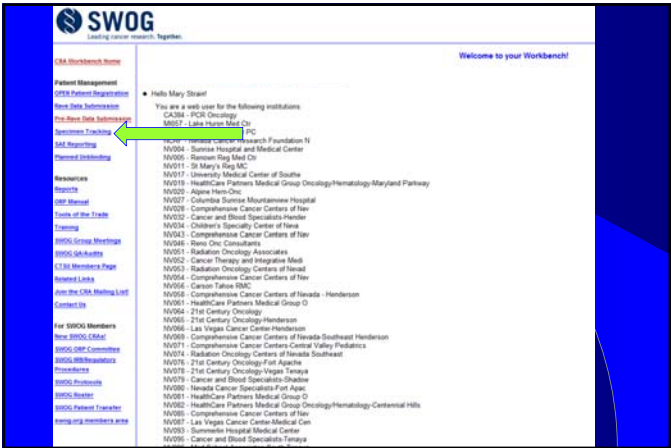 SWOG
Leading cancer research. Together.
Welcome to your Workbench!
CRA Workbench Home
Patient Management
OPEN Patient Registration
Rave Data Submission
Pre-Rave Data Submission
Specimen Tracking
SAE Reporting
Planned Unblinding
Resources
Reports
ORP Manual
Tools of the Trade
Training
SWOG Group Meetings
SWOG QA/Audits
CTSU Members Page
Related Links
Join the CRA Mailing List!
Contact Us
For SWOG Members
New SWOG CRAs!
SWOG ORP Committee
SWOG IRB/Regulatory
Procedures
SWOG Protocols
SWOG Roster
SWOG Patient Transfer
swog.org members area
• Hello Mary Strain!
You are a web user for the following institutions:
CA384 - PCR Oncology
MI057 - Lake Huron Med Ctr
PC
Nevada Cancer Research Foundation N
NV004 - Sunrise Hospital and Medical Center
NV005 - Renown Reg Med Ctr
NV011 - St Mary's Reg MC
NV017 - University Medical Center of Southe
NV019 - HealthCare Partners Medical Group Oncology/Hematology-Maryland Parkway
NV020 - Alpine Hem-Onc
NV027 - Columbia Sunrise Mountainview Hospital
NV028 - Comprehensive Cancer Centers of Nev
NV032 - Cancer and Blood Specialists-Hender
NV034 - Children's Specialty Center of Neva
NV043 - Comprehensive Cancer Centers of Nev
NV046 - Reno Onc Consultants
NV051 - Radiation Oncology Associates
NV052 - Cancer Therapy and Integrative Medi
NV053 - Radiation Oncology Centers of Nevad
NV054 - Comprehensive Cancer Centers of Nev
NV056 - Carson Tahoe RMC
NV058 - Comprehensive Cancer Centers of Nevada - Henderson
NV061 - HealthCare Partners Medical Group O
NV064 - 21st Century Oncology
NV065 - 21st Century Oncology-Henderson
NV066 - Las Vegas Cancer Center-Henderson
NV069 - Comprehensive Cancer Centers of Nevada-Southeast Henderson
NV071 - Comprehensive Cancer Centers-Central Valley Pediatrics
NV074 - Radiation Oncology Centers of Nevada Southeast
NV076 - 21st Century Oncology-Fort Apache
NV078 - 21st Century Oncology-Vegas Tenaya
NV079 - Cancer and Blood Specialists-Shadow
NV080 - Nevada Cancer Specialists-Fort Apac
NV081 - HealthCare Partners Medical Group O
NV082 - HealthCare Partners Medical Group Oncology/Hematology-Centennial Hills
NV085 - Comprehensive Cancer Centers of Nev
NV087 - Las Vegas Cancer Center-Medical Cen
NV093 - Summerlin Hospital Medical Center
NV096 - Cancer and Blood Specialists-Tenaya